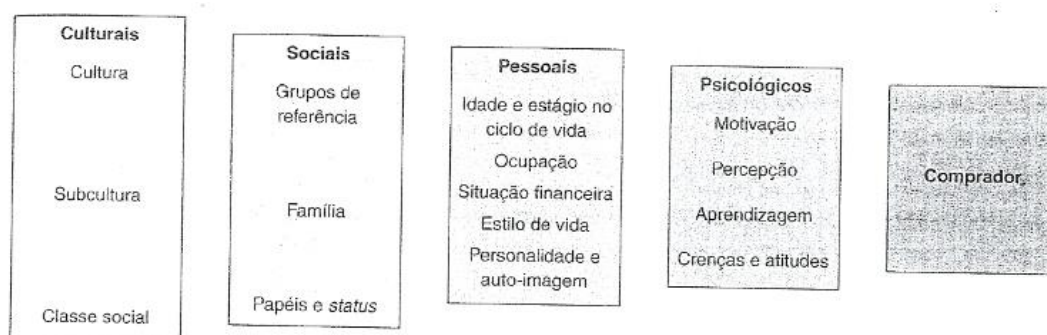 Culturais
Cultura
Subcultura
Classe social
Sociais
Grupos de
referência
Família
Papéis e status
Pessoais
Idade e estágio no
ciclo de vida
Ocupação
Situação financeira
Estilo de vida
Personalidade e
auto-imagem
Psicológicos
Motivação
Percepção
Aprendizagem
Crenças e atitudes
Comprador